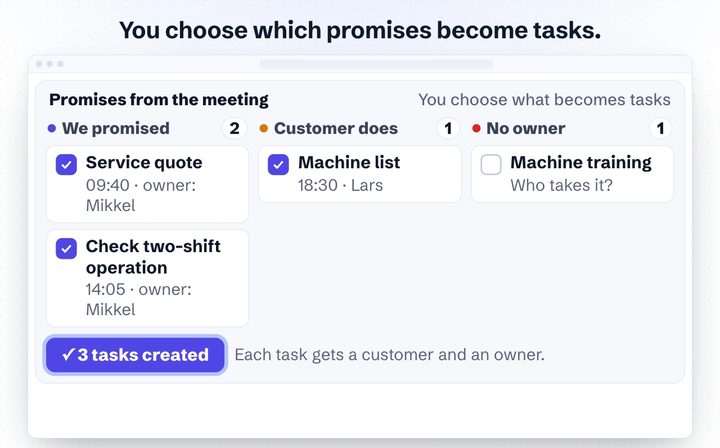 You choose which promises become tasks.
Promises from the meeting
You choose what becomes tasks
We promised 2
Customer does 1
No owner 1
Service quote
09:40 · owner:
Mikkel
Machine list
18:30 · Lars
Machine training
Who takes it?
Check two-shift
operation
14:05 · owner:
Mikkel
✓ 3 tasks created
Each task gets a customer and an owner.